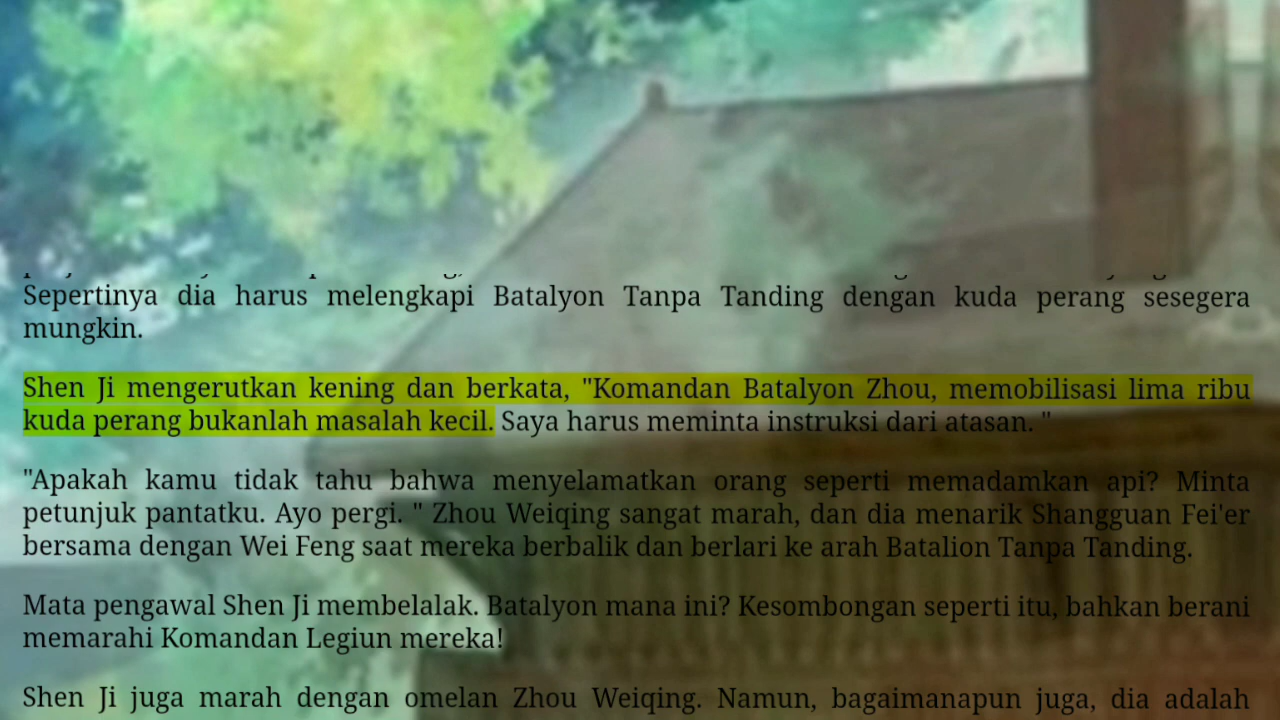 Sepertinya dia harus melengkapi Batalyon Tanpa Tanding dengan kuda perang sesegera
mungkin.
Shen Ji mengerutkan kening dan berkata, "Komandan Batalyon Zhou, memobilisasi lima ribu
kuda perang bukanlah masalah kecil. Saya harus meminta instruksi dari atasan. "
"Apakah kamu tidak tahu bahwa menyelamatkan orang seperti memadamkan api? Minta
petunjuk pantatku. Ayo pergi. " Zhou Weiqing sangat marah, dan dia menarik Shangguan Fei'er
bersama dengan Wei Feng saat mereka berbalik dan berlari ke arah Batalion Tanpa Tanding.
Mata pengawal Shen Ji membelalak. Batalyon mana ini? Kesombongan seperti itu, bahkan berani
memarahi Komandan Legiun mereka!
Shen Ji juga marah dengan omelan Zhou Weiqing. Namun, bagaimanapun juga, dia adalah